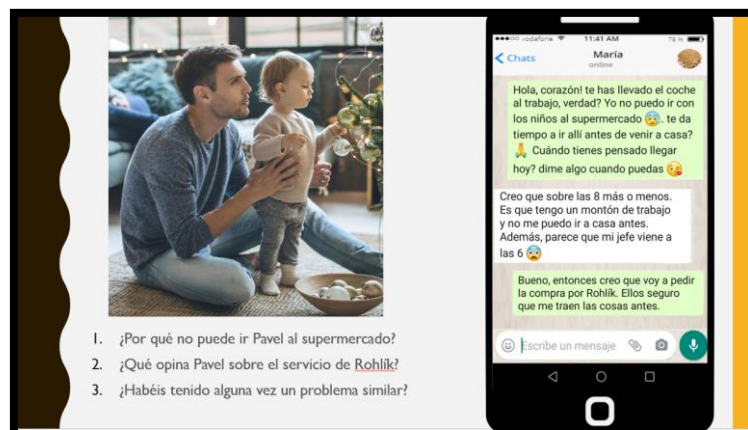 vodafone
11:41 AM
78 %
Chats
María
online
Hola, corazón! te has llevado el coche
al trabajo, verdad? Yo no puedo ir con
los niños al supermercado 😰. te da
tiempo a ir allí antes de venir a casa?
🙏 Cuándo tienes pensado llegar
hoy? dime algo cuando puedas 😘
Creo que sobre las 8 más o menos.
Es que tengo un montón de trabajo
y no me puedo ir a casa antes.
Además, parece que mi jefe viene a
las 6 😨
Bueno, entonces creo que voy a pedir
la compra por Rohlík. Ellos seguro
que me traen las cosas antes.
Escribe un mensaje
1. ¿Por qué no puede ir Pavel al supermercado?
2. ¿Qué opina Pavel sobre el servicio de Rohlík?
3. ¿Habéis tenido alguna vez un problema similar?